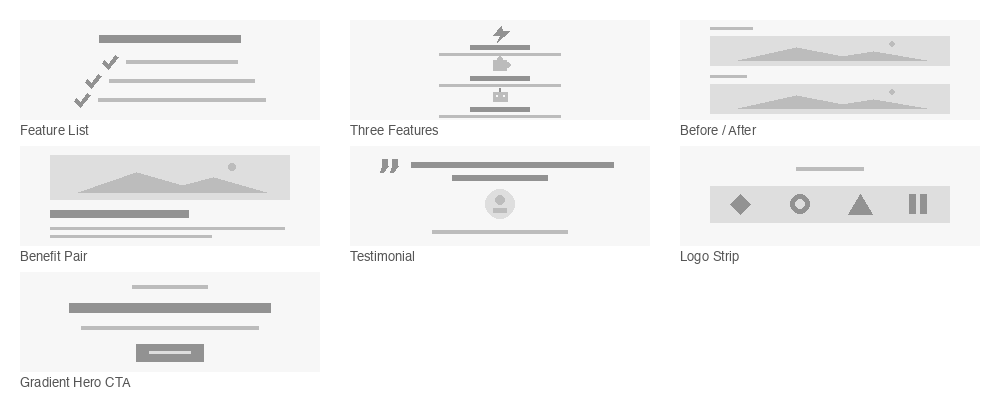 Feature List
Three Features
Before / After
Benefit Pair
Testimonial
Logo Strip
Gradient Hero CTA